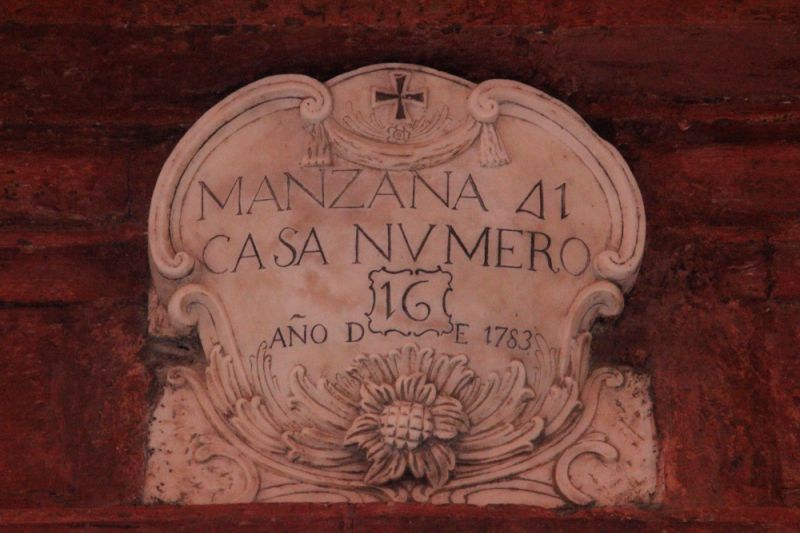 MANZANA 41
CASA NVMERO
16
AÑO DE 1783